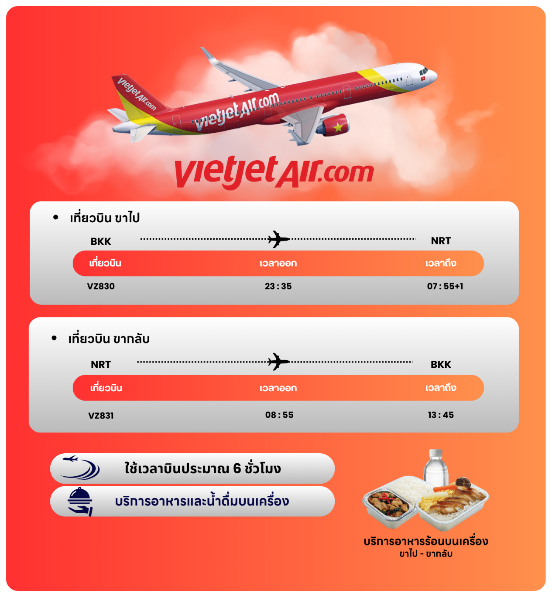 vietjetAir.com
vietjetAir.com
vietjetAir.com
• เที่ยวบิน ขาไป
BKK NRT
เที่ยวบิน เวลาออก เวลาถึง
VZ830 23 : 35 07 : 55+1
• เที่ยวบิน ขากลับ
NRT BKK
เที่ยวบิน เวลาออก เวลาถึง
VZ831 08 : 55 13 : 45
ใช้เวลาบินประมาณ 6 ชั่วโมง
บริการอาหารและน้ำดื่มบนเครื่อง
บริการอาหารร้อนบนเครื่อง
ขาไป - ขากลับ